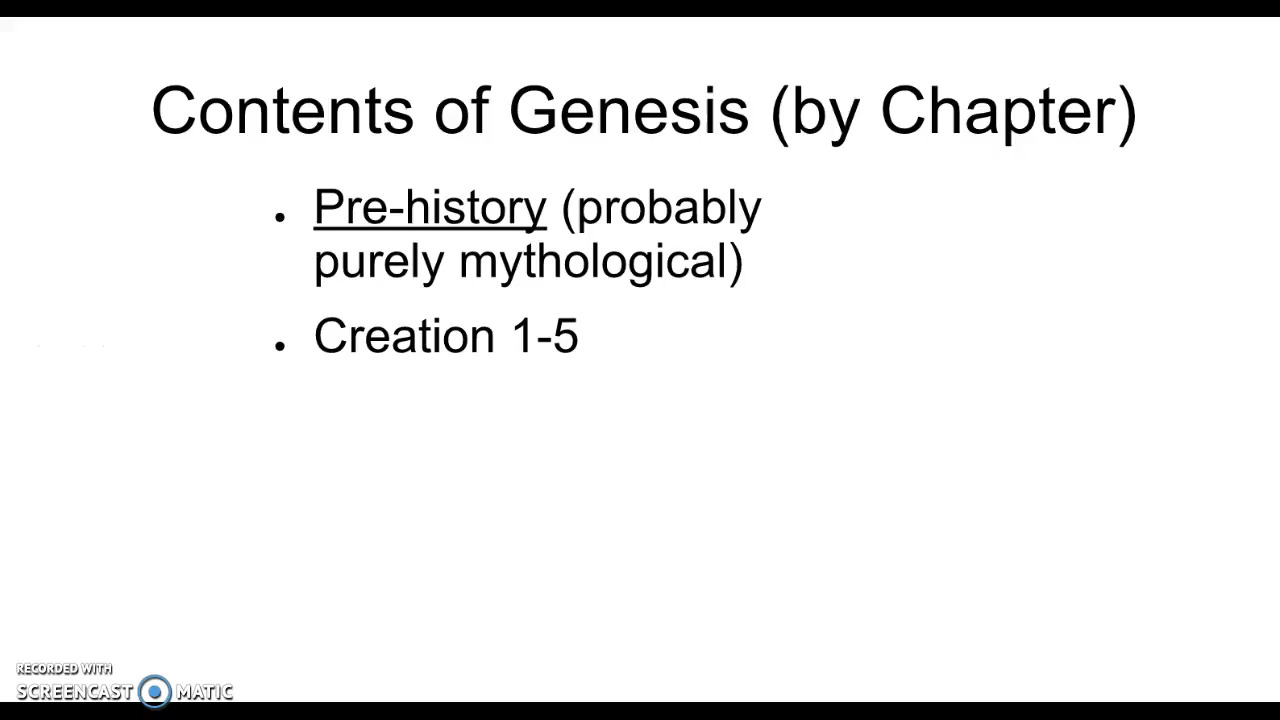 Contents of Genesis (by Chapter)
Pre-history (probably
purely mythological)
Creation 1-5
RECORDED WITH
SCREENCAST MATIC